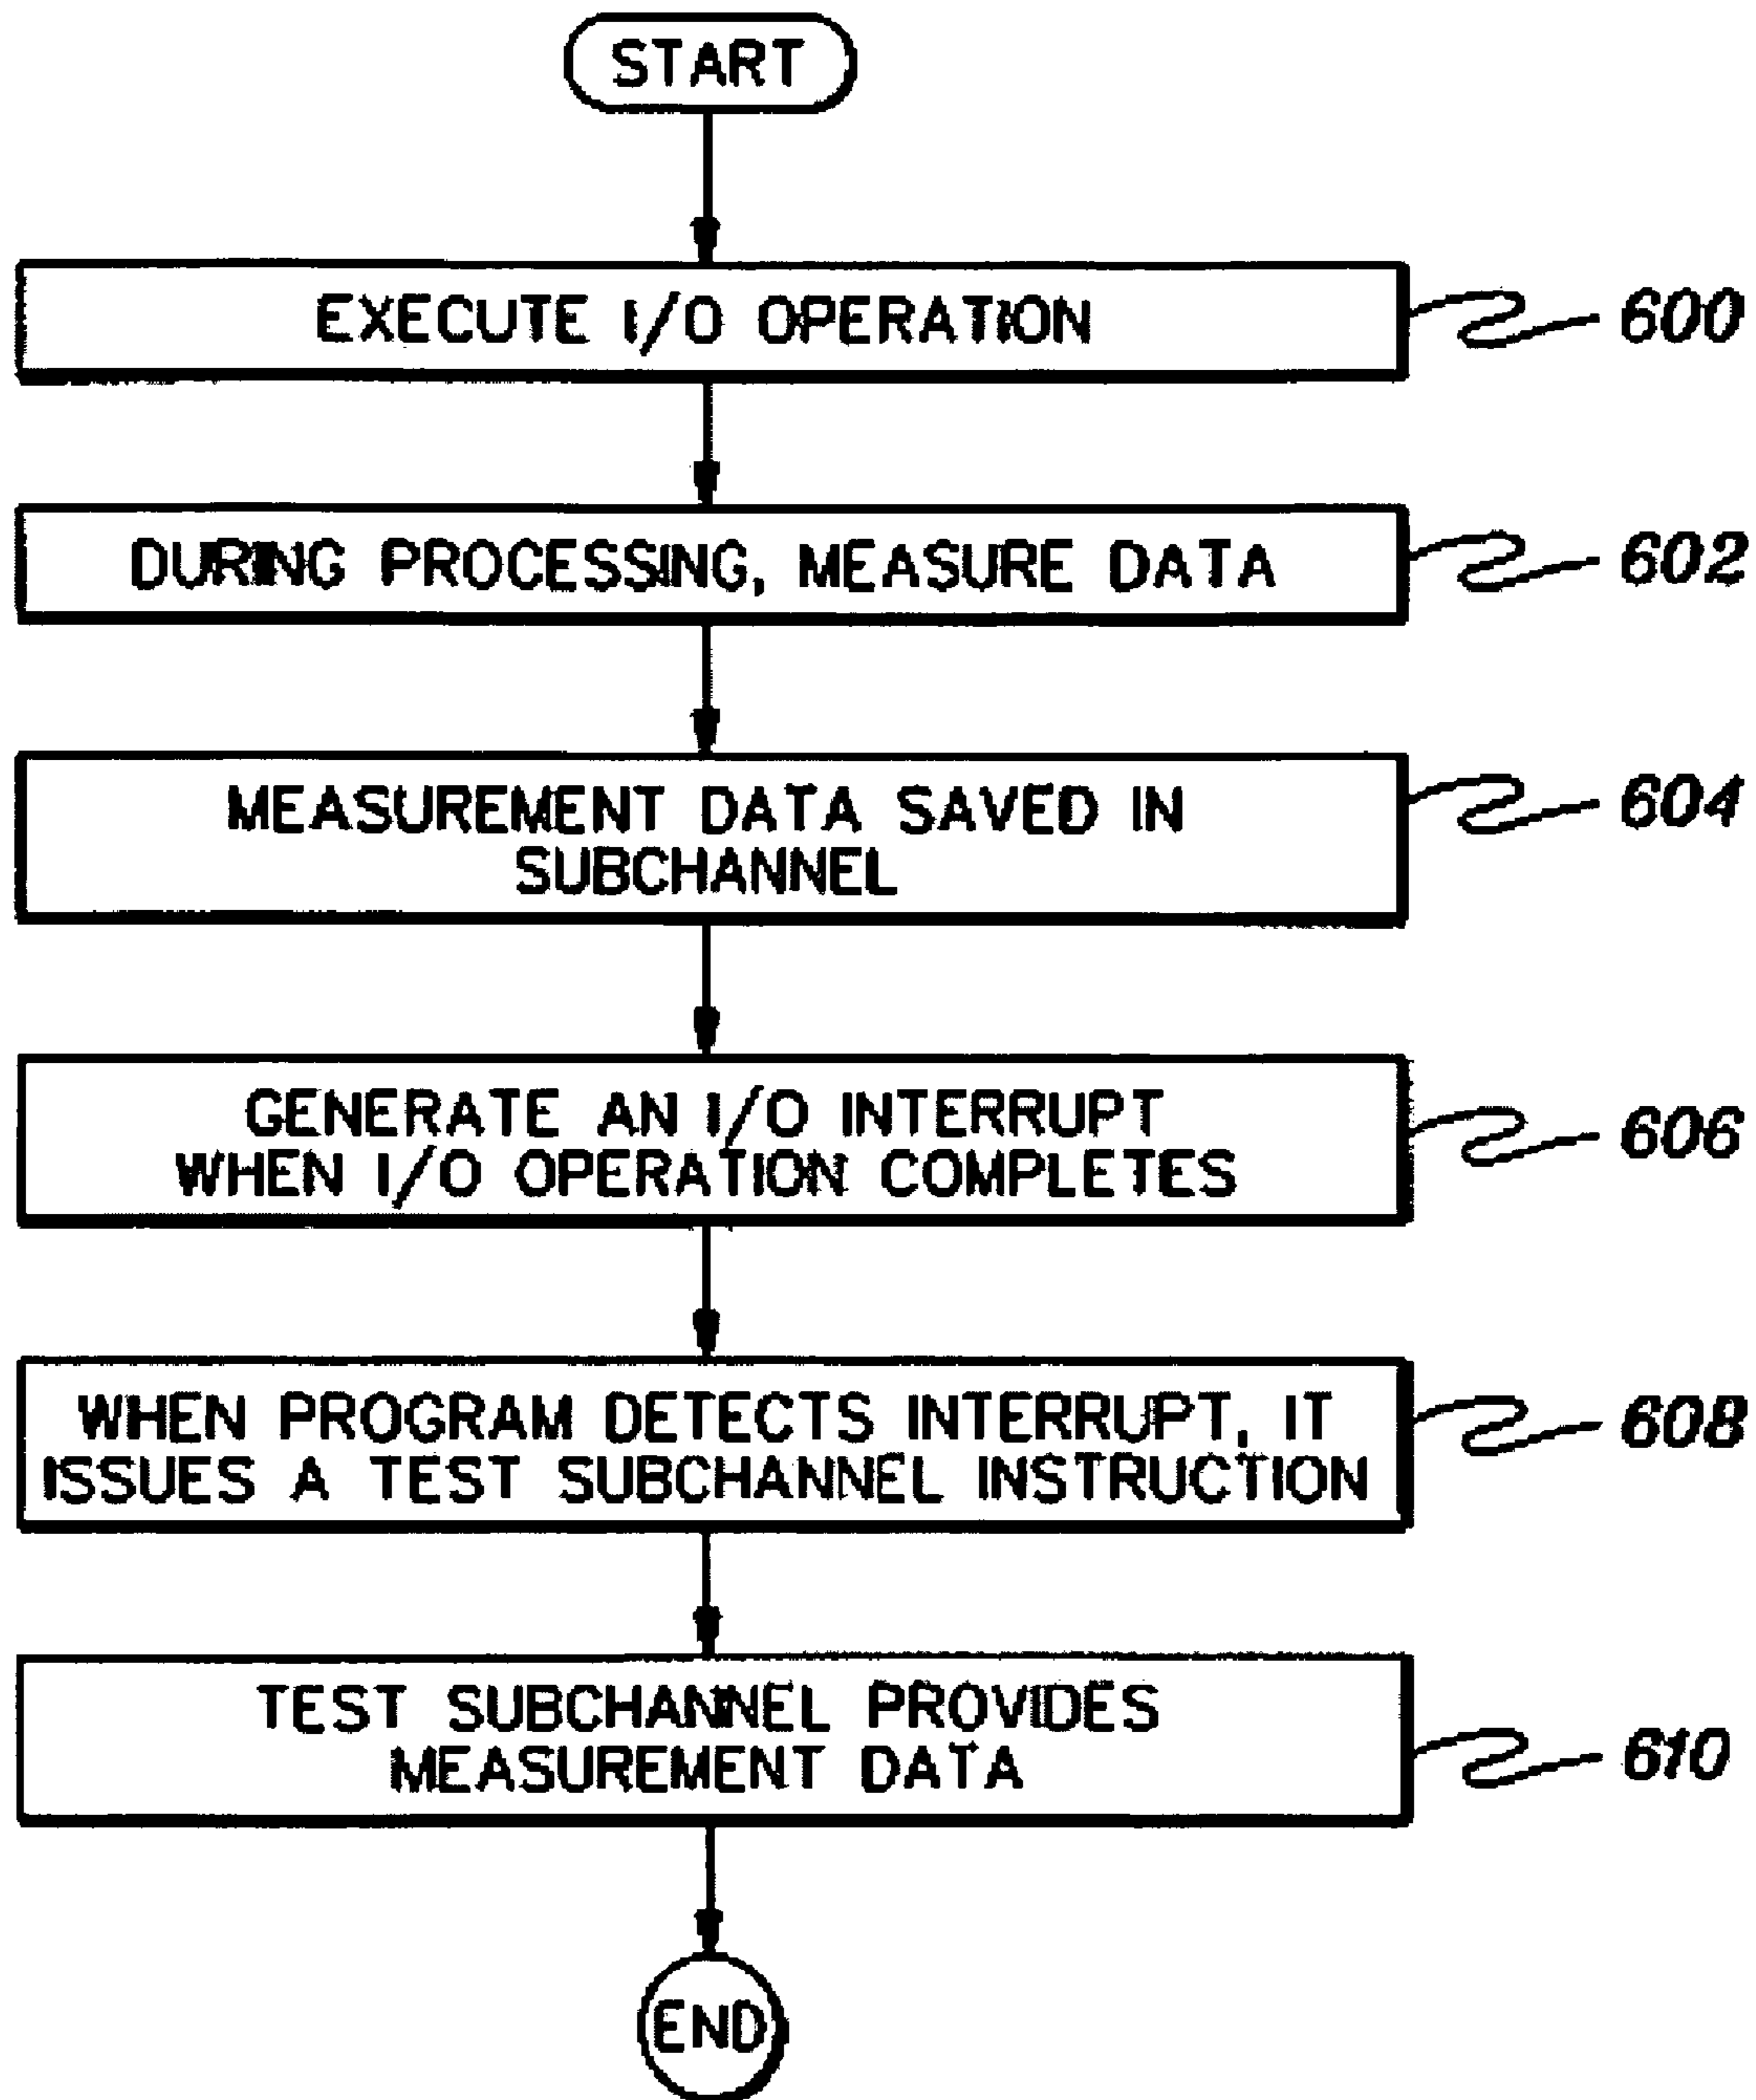 START
EXECUTE I/O OPERATION
600
DURING PROCESSING, MEASURE DATA
602
MEASUREMENT DATA SAVED IN
SUBCHANNEL
604
GENERATE AN I/O INTERRUPT
WHEN I/O OPERATION COMPLETES
606
WHEN PROGRAM DETECTS INTERRUPT, IT
ISSUES A TEST SUBCHANNEL INSTRUCTION
608
TEST SUBCHANNEL PROVIDES
MEASUREMENT DATA
610
END